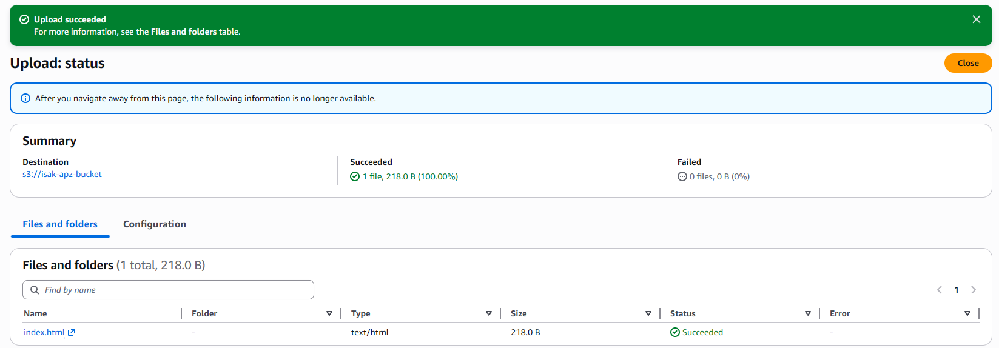 Upload succeeded
For more information, see the Files and folders table.
Upload: status
Close
After you navigate away from this page, the following information is no longer available.
Summary
Destination
s3://isak-apz-bucket
Succeeded
1 file, 218.0 B (100.00%)
Failed
0 files, 0 B (0%)
Files and folders
Configuration
Files and folders (1 total, 218.0 B)
Find by name
1
Name Folder Type Size Status Error
index.html - text/html 218.0 B Succeeded -